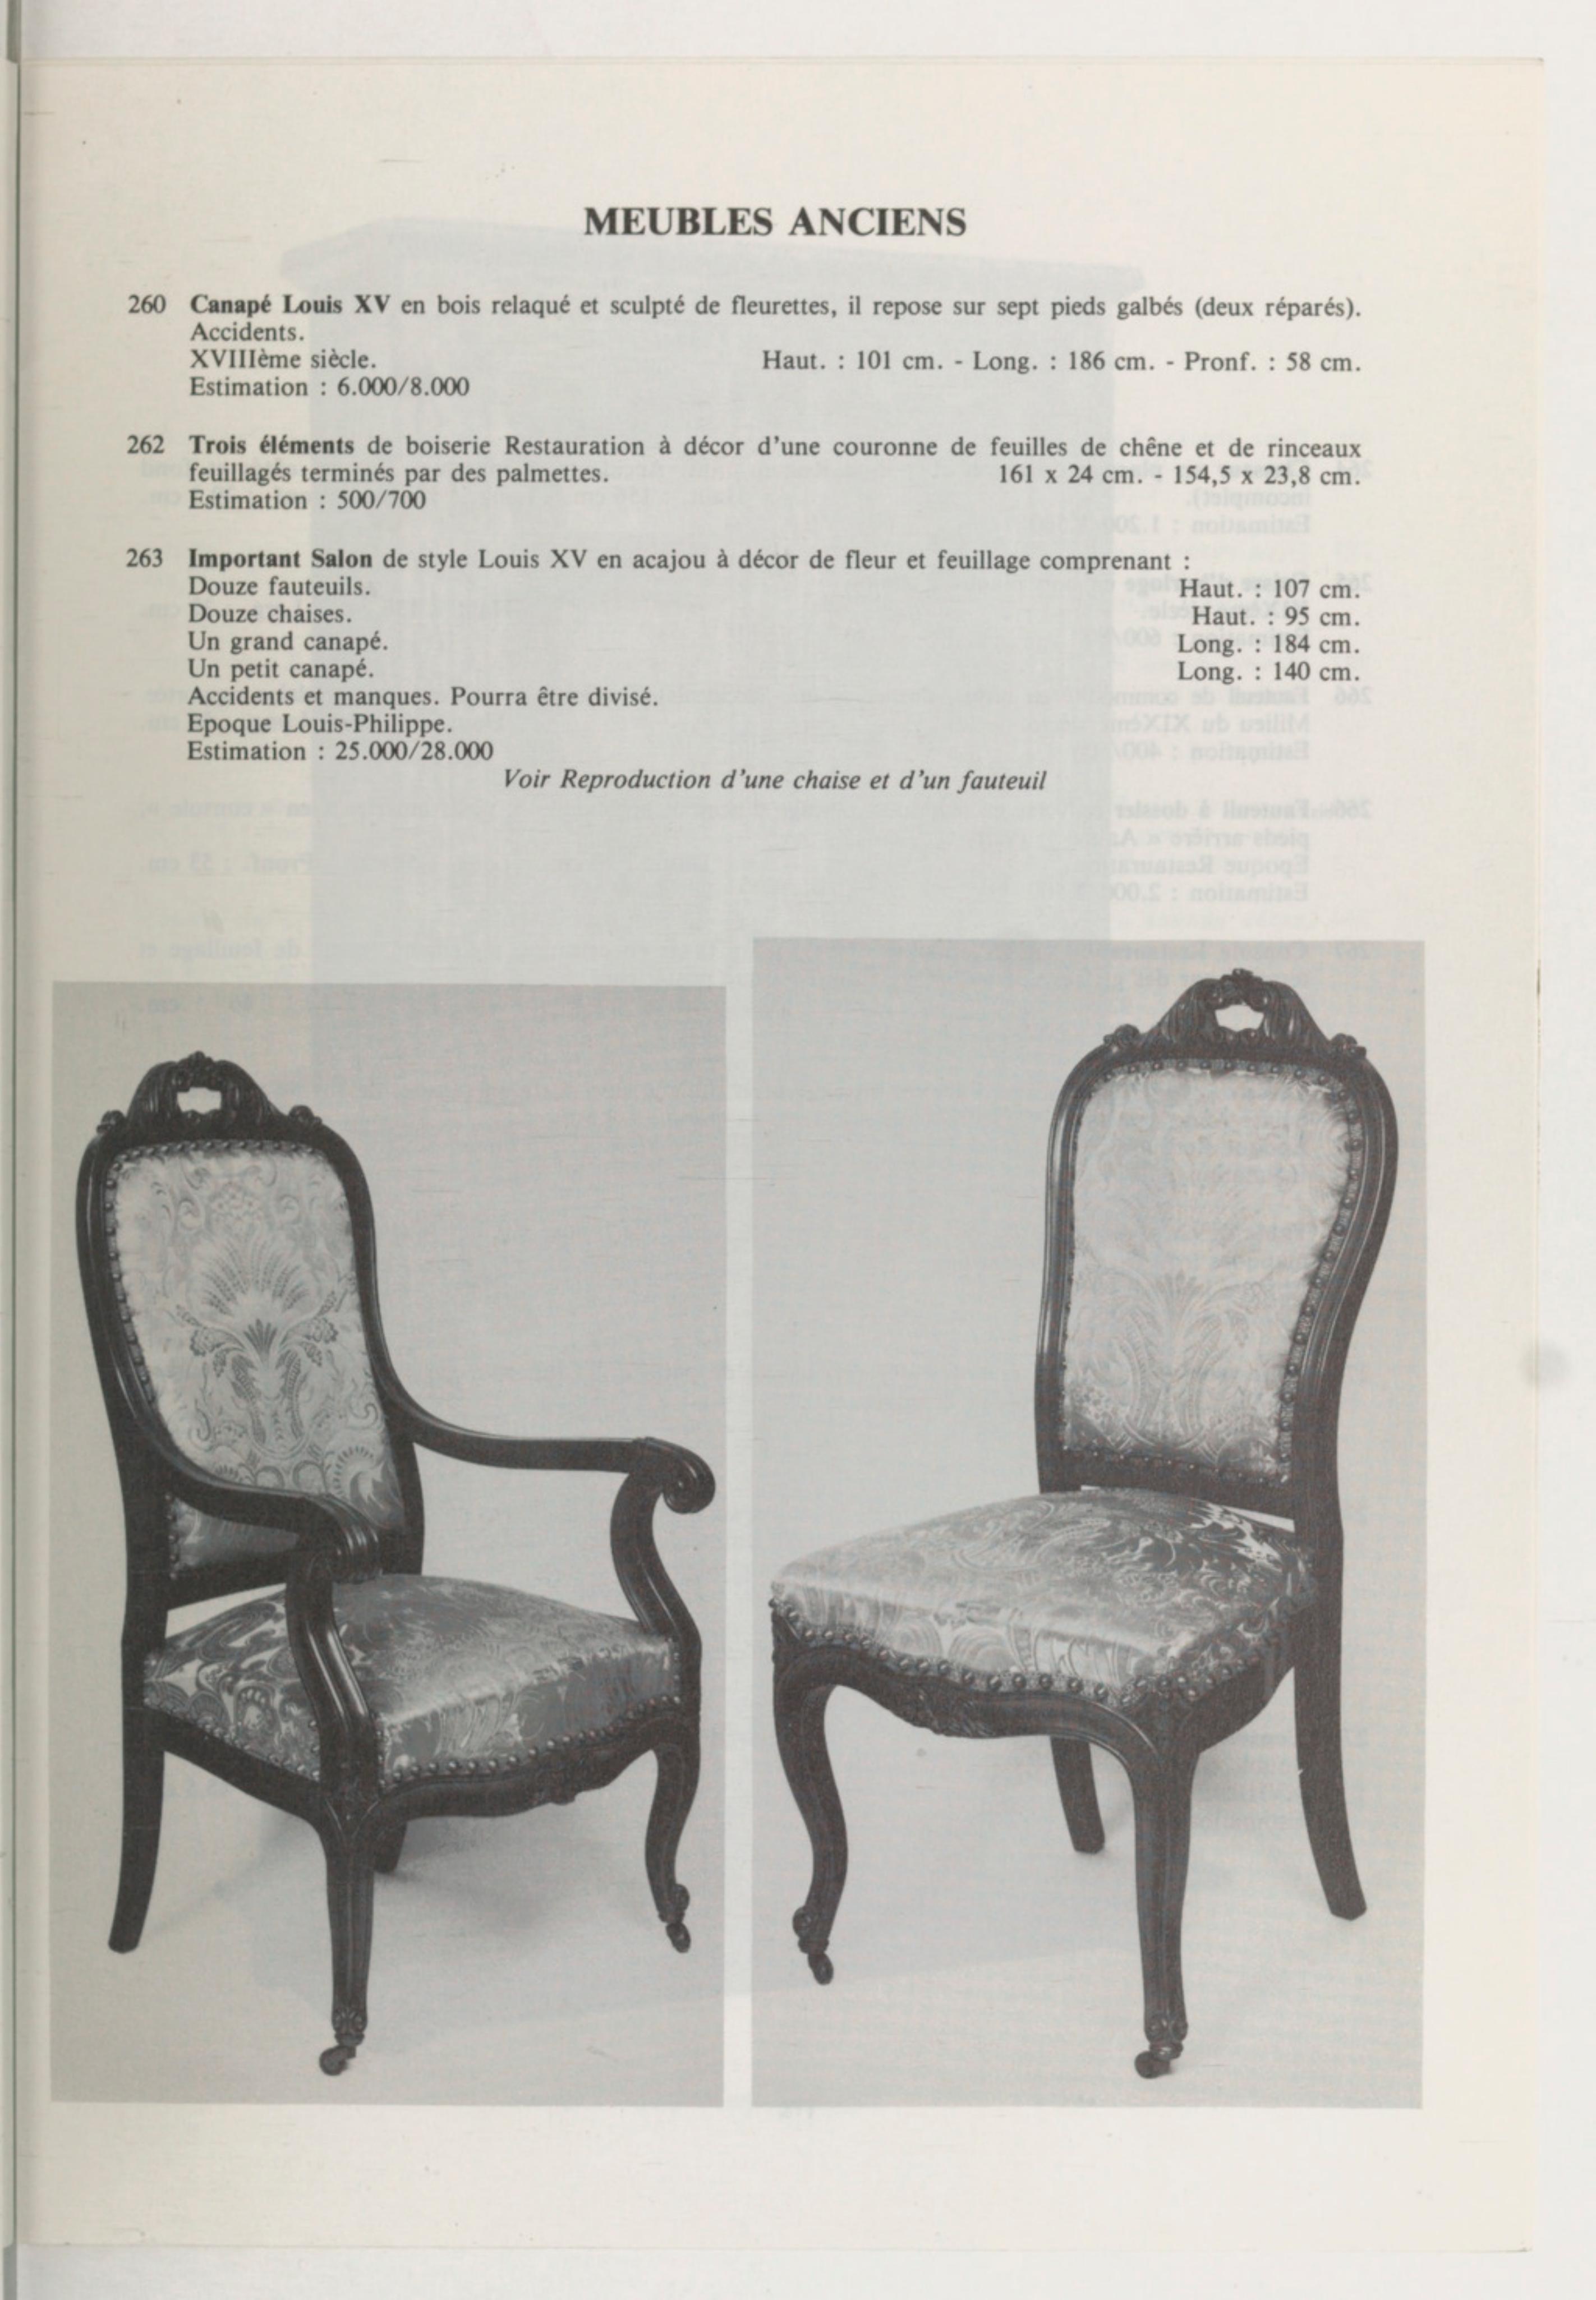 MEUBLES ANCIENS
260 Canapé Louis XV en bois relaqué et sculpté de fleurettes, il repose sur sept pieds galbés (deux réparés).
Accidents.
XVIIIème siècle. Haut. : 101 cm. - Long. : 186 cm. - Pronf. : 58 cm.
Estimation : 6.000/8.000
262 Trois éléments de boiserie Restauration à décor d'une couronne de feuilles de chêne et de rinceaux
feuillagés terminés par des palmettes. 161 x 24 cm. - 154,5 x 23,8 cm.
Estimation : 500/700
263 Important Salon de style Louis XV en acajou à décor de fleur et feuillage comprenant :
Douze fauteuils. Haut. : 107 cm.
Douze chaises. Haut. : 95 cm.
Un grand canapé. Long. : 184 cm.
Un petit canapé. Long. : 140 cm.
Accidents et manques. Pourra être divisé.
Epoque Louis-Philippe.
Estimation : 25.000/28.000
Voir Reproduction d'une chaise et d'un fauteuil